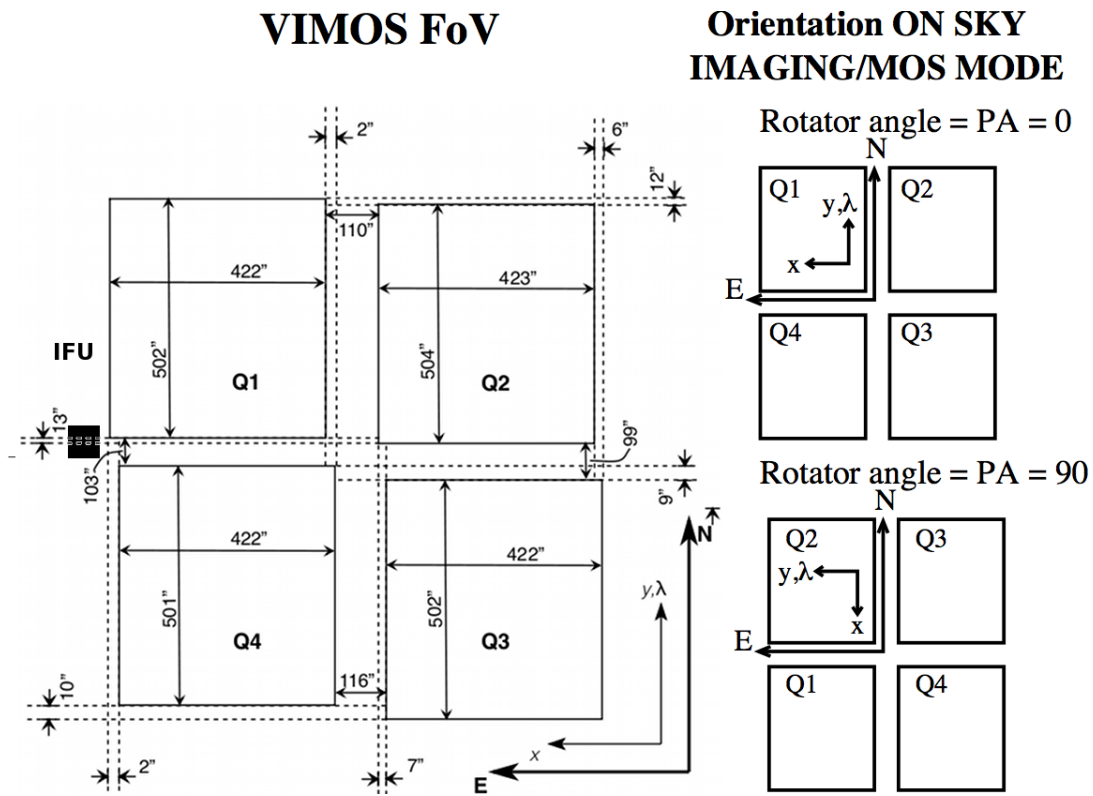 VIMOS FoV
Orientation ON SKY
IMAGING/MOS MODE
2”
6”
12”
110”
422”
423”
502”
504”
IFU
Q1
Q2
13”
103”
99”
9”
422”
422”
501”
502”
Q4
Q3
10”
116”
2”
7”
N
y,λ
x
E
Rotator angle = PA = 0
N
Q1
Q2
y,λ
x
E
Q4
Q3
Rotator angle = PA = 90
N
Q2
Q3
y,λ
x
E
Q1
Q4